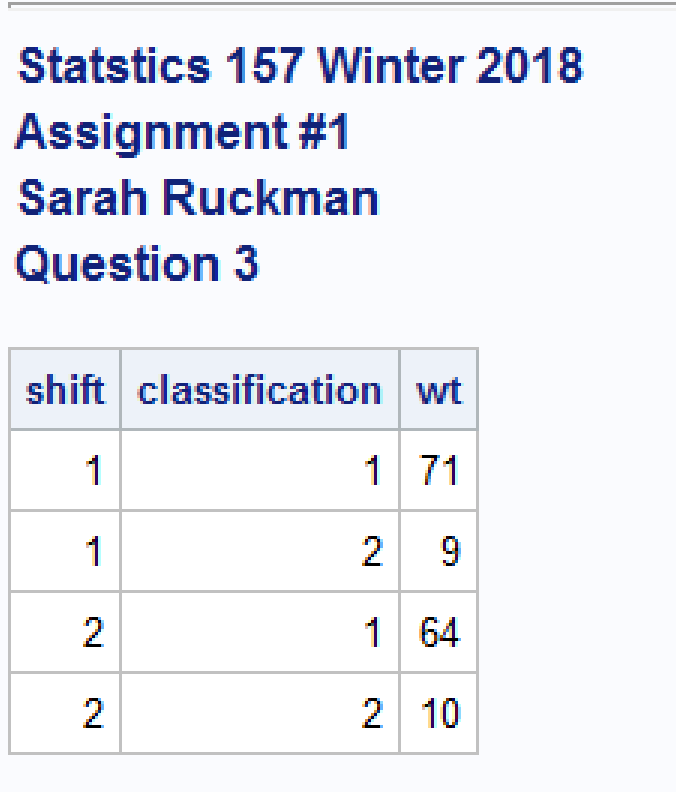 Statstics 157 Winter 2018
Assignment #1
Sarah Ruckman
Question 3
shift classification wt
1 1 71
1 2 9
2 1 64
2 2 10